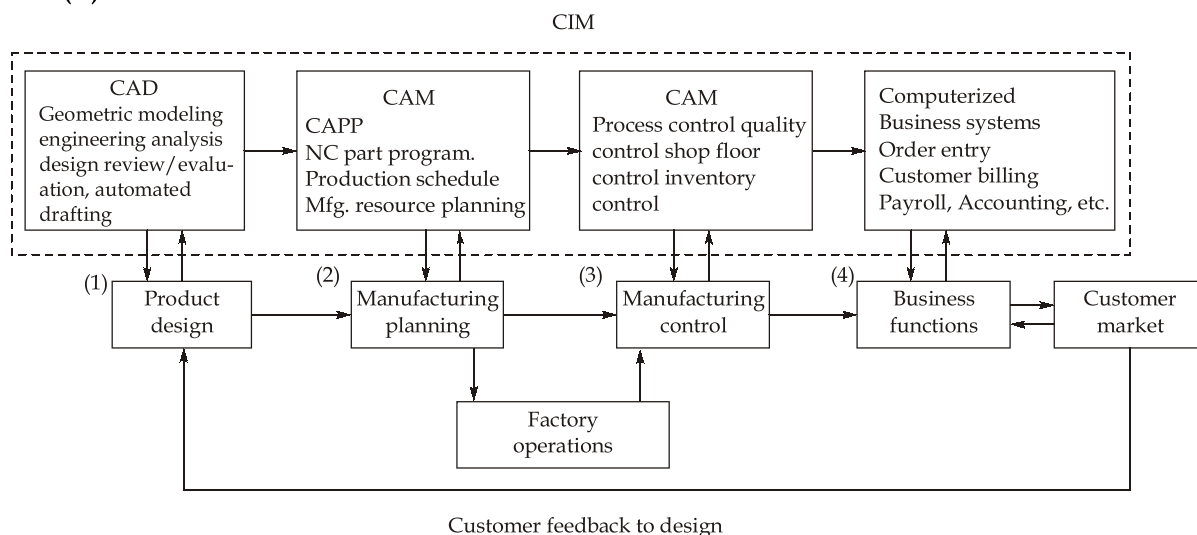 CIM
CAD
Geometric modeling
engineering analysis
design review/evalu-
ation, automated
drafting
CAM
CAPP
NC part program.
Production schedule
Mfg. resource planning
CAM
Process control quality
control shop floor
control inventory
control
Computerized
Business systems
Order entry
Customer billing
Payroll, Accounting, etc.
(1)
Product
design
(2)
Manufacturing
planning
(3)
Manufacturing
control
(4)
Business
functions
Customer
market
Factory
operations
Customer feedback to design